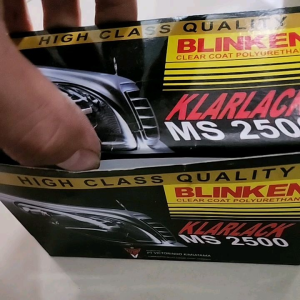 HIGH CLASS QUALITY
BLINKEN
CLEAR COAT POLYURETHAN
KLARLACK
MS 2500
HIGH CLASS QUALITY
BLINKEN
CLEAR COAT POLYURETHAN
KLARLACK
MS 2500